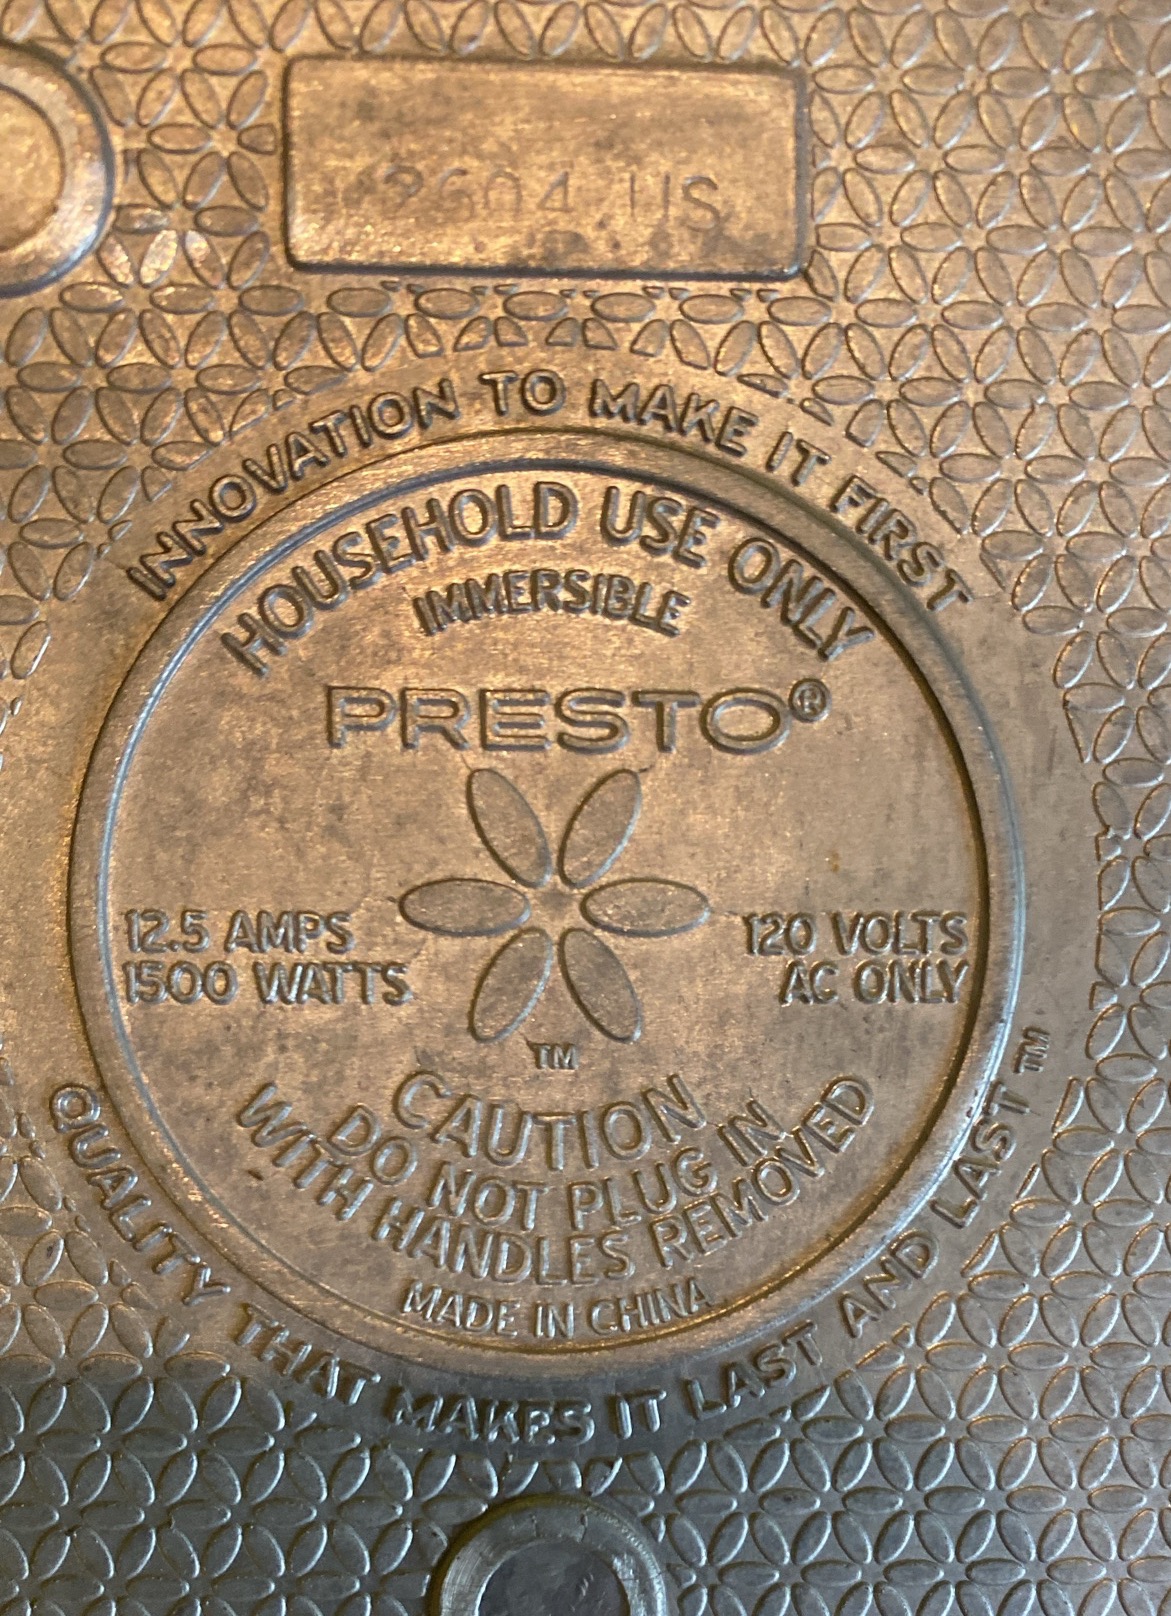 2604 US
INNOVATION TO MAKE IT FIRST
HOUSEHOLD USE ONLY
IMMERSIBLE
PRESTO®
12.5 AMPS
1500 WATTS
120 VOLTS
AC ONLY
TM
CAUTION
DO NOT PLUG IN
WITH HANDLES REMOVED
MADE IN CHINA
QUALITY THAT MAKES IT LAST AND LAST™